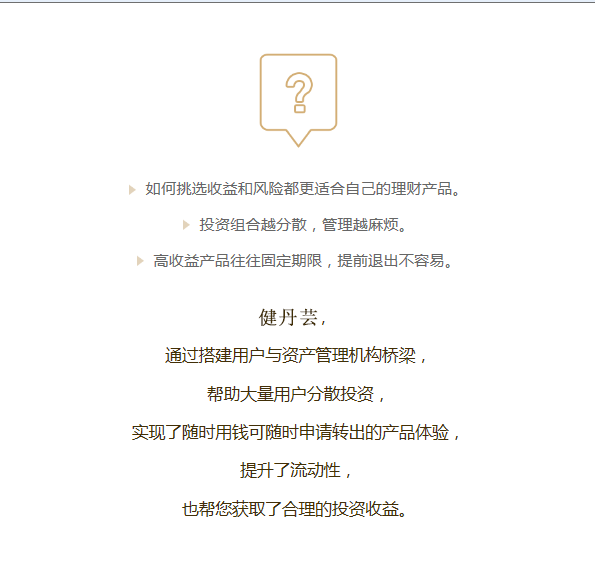 ?
如何挑选收益和风险都更适合自己的理财产品。
投资组合越分散，管理越麻烦。
高收益产品往往固定期限，提前退出不容易。
健丹芸，
通过搭建用户与资产管理机构桥梁，
帮助大量用户分散投资，
实现了随时用钱可随时申请转出的产品体验，
提升了流动性，
也帮您获取了合理的投资收益。